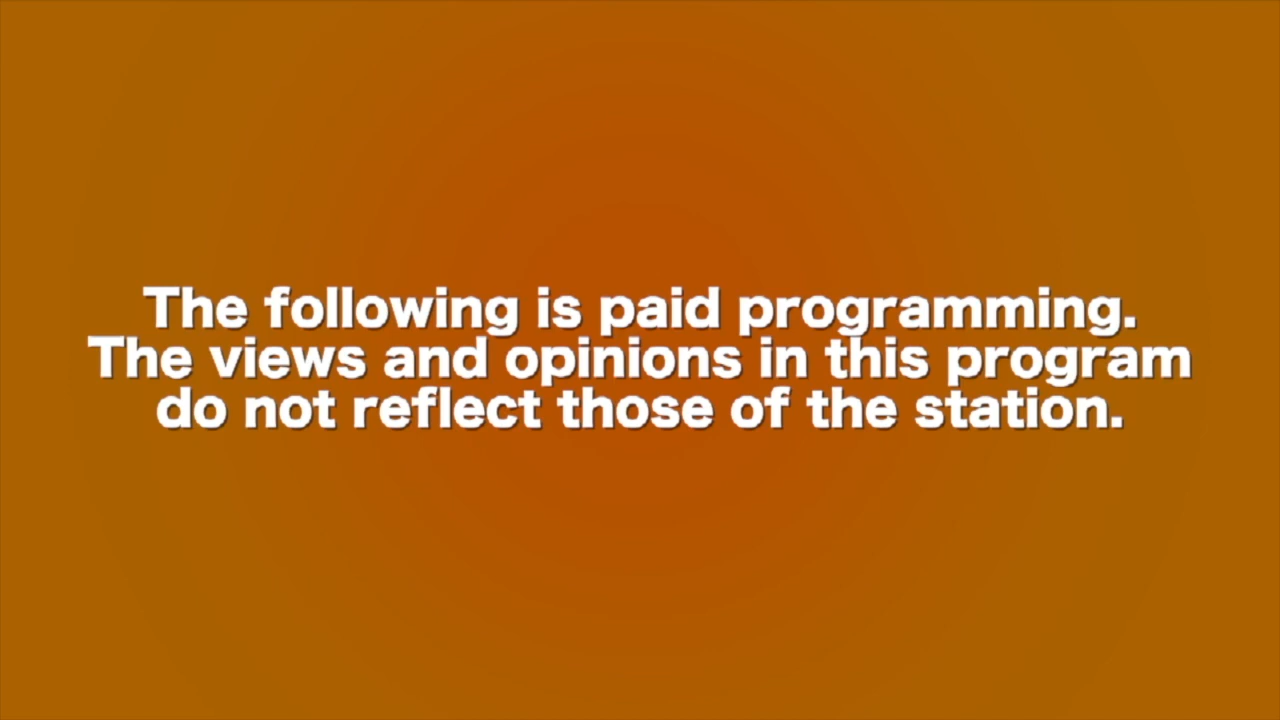 The following is paid programming.
The views and opinions in this program
do not reflect those of the station.